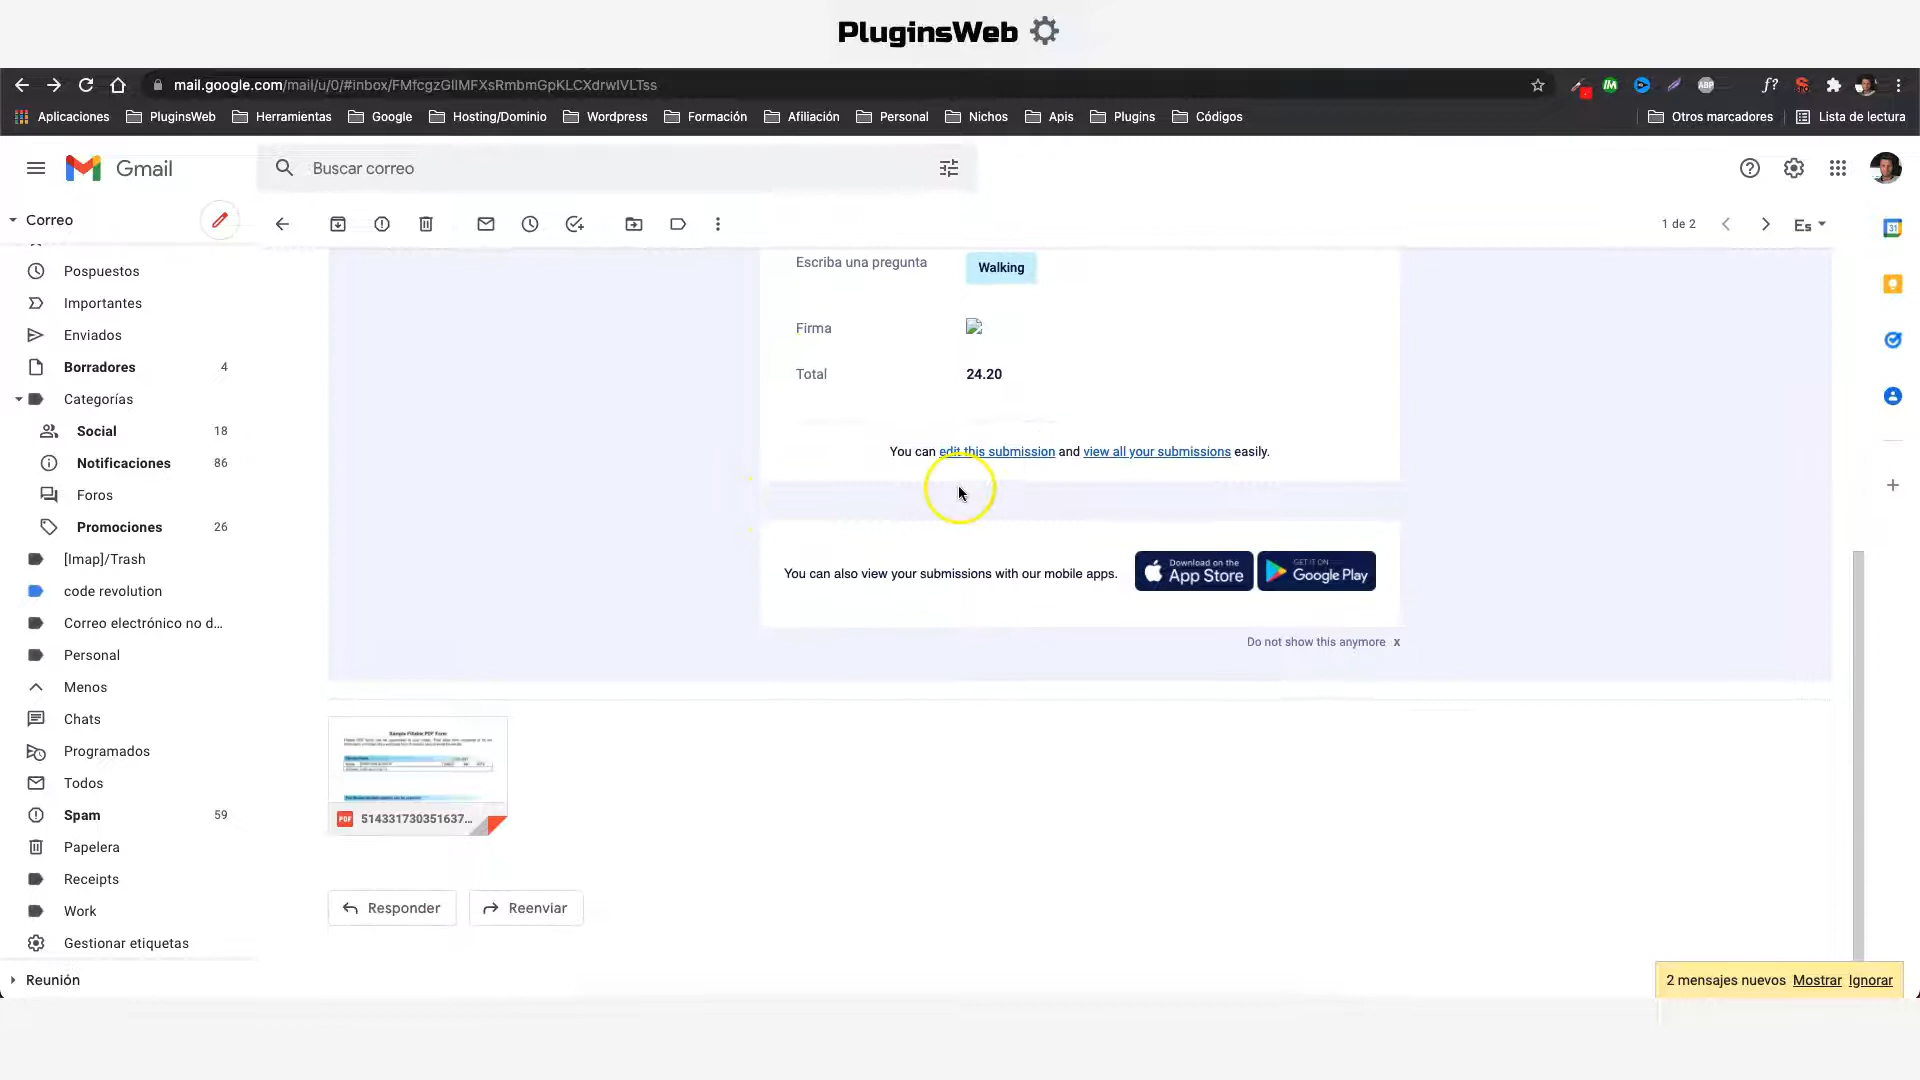 PluginsWeb
mail.google.com/mail/u/0/#inbox/FMfcgzGllMFXsRmbmGpKLCXdrwlVLTss
Aplicaciones PluginsWeb Herramientas Google Hosting/Dominio Wordpress Formación Afiliación Personal Nichos Apis Plugins Códigos Otros marcadores Lista de lectura
Gmail
Buscar correo
Correo
1 de 2
Es
Pospuestos
Importantes
Enviados
Borradores 4
Categorías
Social 18
Notificaciones 86
Foros
Promociones 26
[Imap]/Trash
code revolution
Correo electrónico no d...
Personal
Menos
Chats
Programados
Todos
Spam 59
Papelera
Receipts
Work
Gestionar etiquetas
Reunión
Escriba una pregunta Walking
Firma
Total 24.20
You can edit this submission and view all your submissions easily.
You can also view your submissions with our mobile apps.
Download on the
App Store
GET IT ON
Google Play
Do not show this anymore x
Sample Fillable PDF Form
PDF 514331730351637...
Responder Reenviar
2 mensajes nuevos Mostrar Ignorar